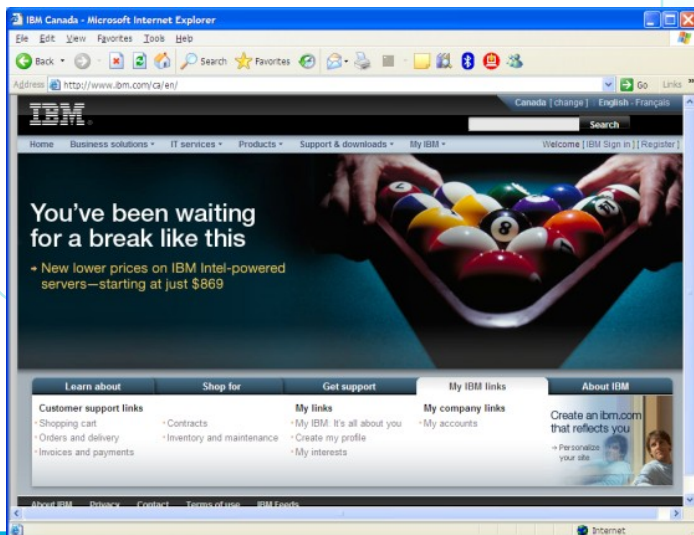 IBM Canada - Microsoft Internet Explorer
File Edit View Favorites Tools Help
Back Search Favorites
Address http://www.ibm.com/ca/en/ Go Links
Canada [ change ] English - Français
IBM
Search
Home Business solutions IT services Products Support & downloads My IBM Welcome [ IBM Sign in ] [ Register ]
You've been waiting
for a break like this
New lower prices on IBM Intel-powered
servers—starting at just $869
8
Learn about Shop for Get support My IBM links About IBM
Customer support links My links My company links
Shopping cart Contracts My IBM: It's all about you My accounts
Orders and delivery Inventory and maintenance Create my profile
Invoices and payments My interests
Create an ibm.com
that reflects you
Personalize
your site.
About IBM Privacy Contact Terms of use IBM Feeds
Internet